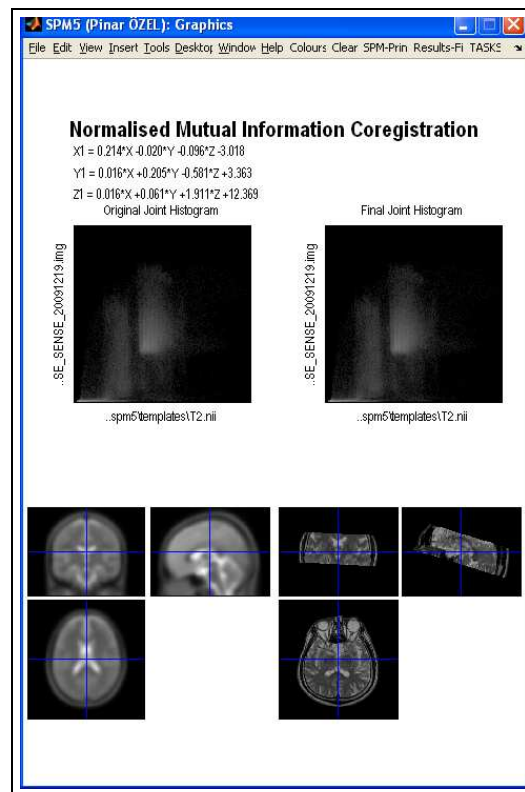 SPM5 (Pinar ÖZEL): Graphics
File Edit View Insert Tools Desktop Window Help Colours Clear SPM-Prin Results-Fi TASKS
Normalised Mutual Information Coregistration
X1 = 0.214*X -0.020*Y -0.096*Z -3.018
Y1 = 0.016*X +0.205*Y -0.581*Z +3.363
Z1 = 0.016*X +0.061*Y +1.911*Z +12.369
Original Joint Histogram
Final Joint Histogram
..SE_SENSE_20091219.img
..SE_SENSE_20091219.img
..spm5\templates\T2.nii
..spm5\templates\T2.nii